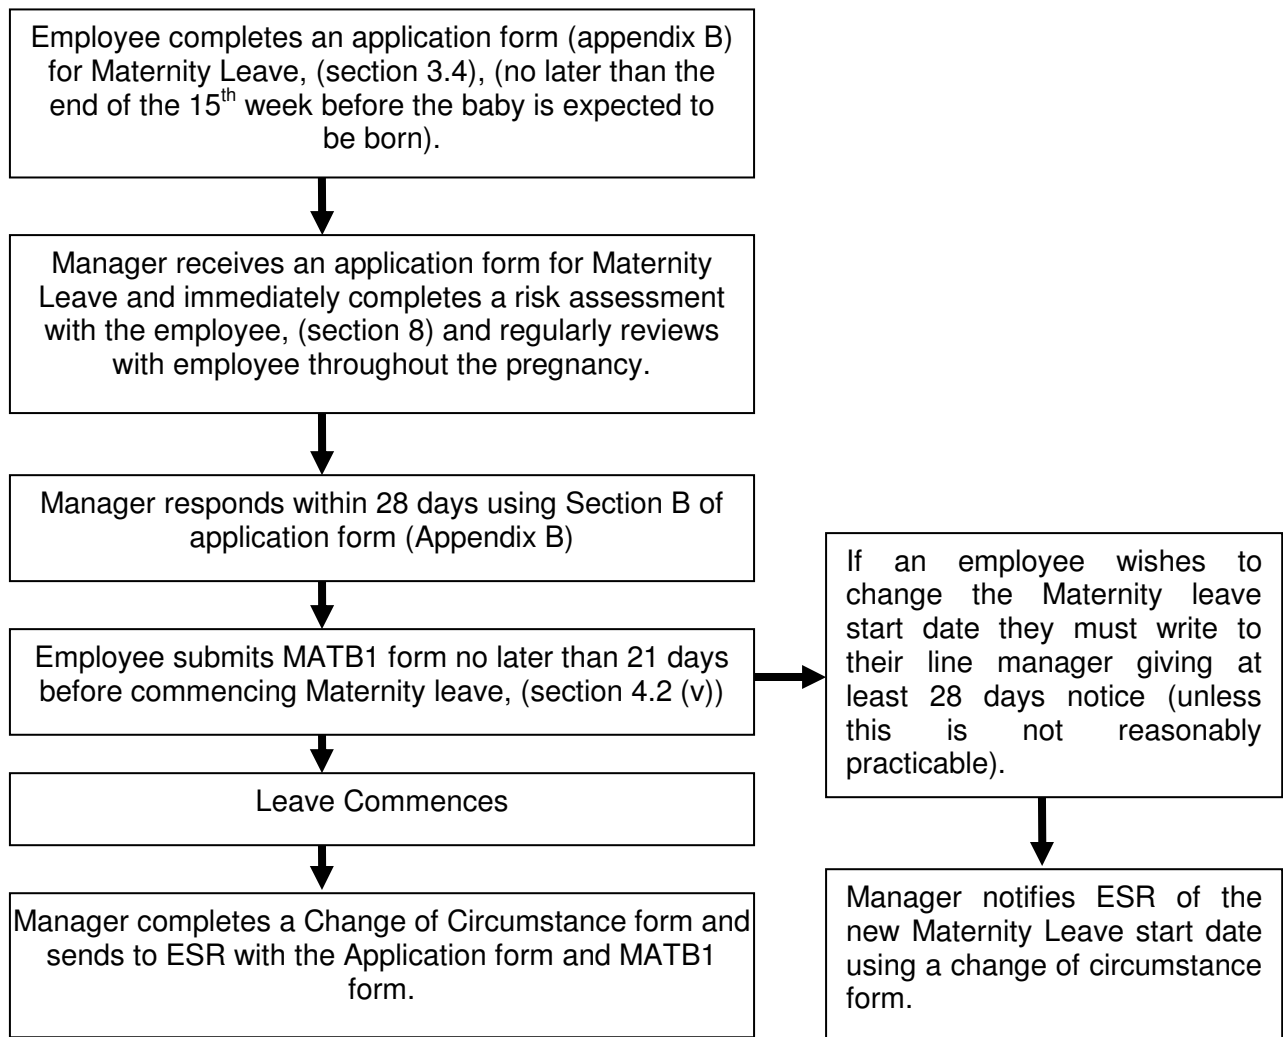 Employee completes an application form (appendix B)
for Maternity Leave, (section 3.4), (no later than the
end of the 15th week before the baby is expected to
be born).
Manager receives an application form for Maternity
Leave and immediately completes a risk assessment
with the employee, (section 8) and regularly reviews
with employee throughout the pregnancy.
Manager responds within 28 days using Section B of
application form (Appendix B)
Employee submits MATB1 form no later than 21 days
before commencing Maternity leave, (section 4.2 (v))
Leave Commences
Manager completes a Change of Circumstance form and
sends to ESR with the Application form and MATB1
form.
If an employee wishes to
change the Maternity leave
start date they must write to
their line manager giving at
least 28 days notice (unless
this is not reasonably
practicable).
Manager notifies ESR of the
new Maternity Leave start date
using a change of circumstance
form.